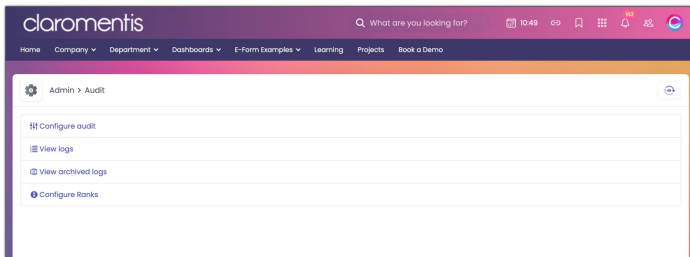 claromentis
What are you looking for?
10:49
183
Home Company Department Dashboards E-Form Examples Learning Projects Book a Demo
Admin > Audit
Configure audit
View logs
View archived logs
Configure Ranks